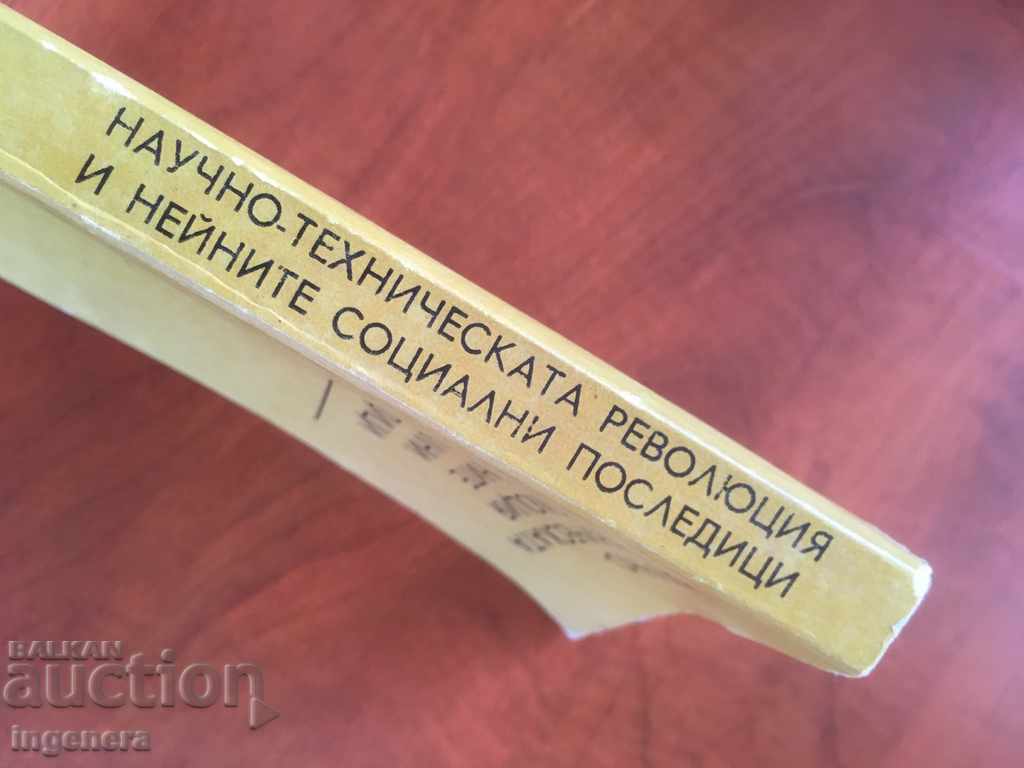 НАУЧНО-ТЕХНИЧЕСКАТА РЕВОЛЮЦИЯ
И НЕЙНИТЕ СОЦИАЛНИ ПОСЛЕДИЦИ
BALKAN
auction
ingenera